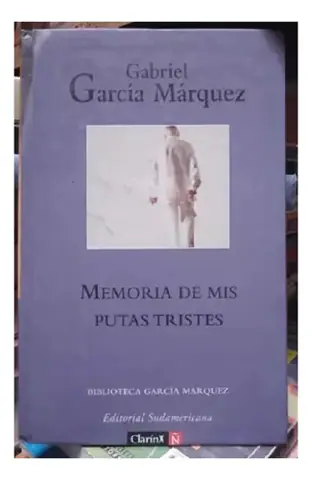 Gabriel
García Márquez
MEMORIA DE MIS
PUTAS TRISTES
BIBLIOTECA GARCÍA MÁRQUEZ
Editorial Sudamericana
Clarín Ñ